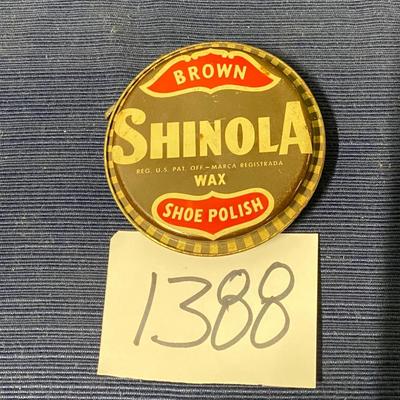 BROWN
SHINOLA
REG. U.S. PAT. OFF.–MARCA REGISTRADA
WAX
SHOE POLISH
1388